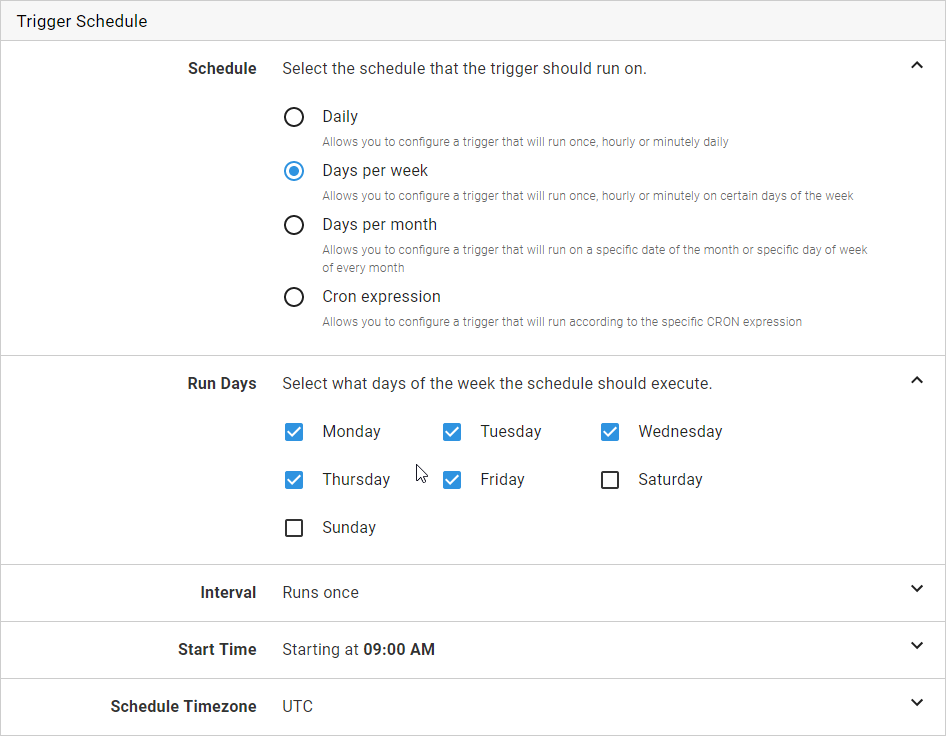 Trigger Schedule
Schedule Select the schedule that the trigger should run on.
Daily
Allows you to configure a trigger that will run once, hourly or minutely daily
Days per week
Allows you to configure a trigger that will run once, hourly or minutely on certain days of the week
Days per month
Allows you to configure a trigger that will run on a specific date of the month or specific day of week
of every month
Cron expression
Allows you to configure a trigger that will run according to the specific CRON expression
Run Days Select what days of the week the schedule should execute.
Monday Tuesday Wednesday
Thursday Friday Saturday
Sunday
Interval Runs once
Start Time Starting at 09:00 AM
Schedule Timezone UTC